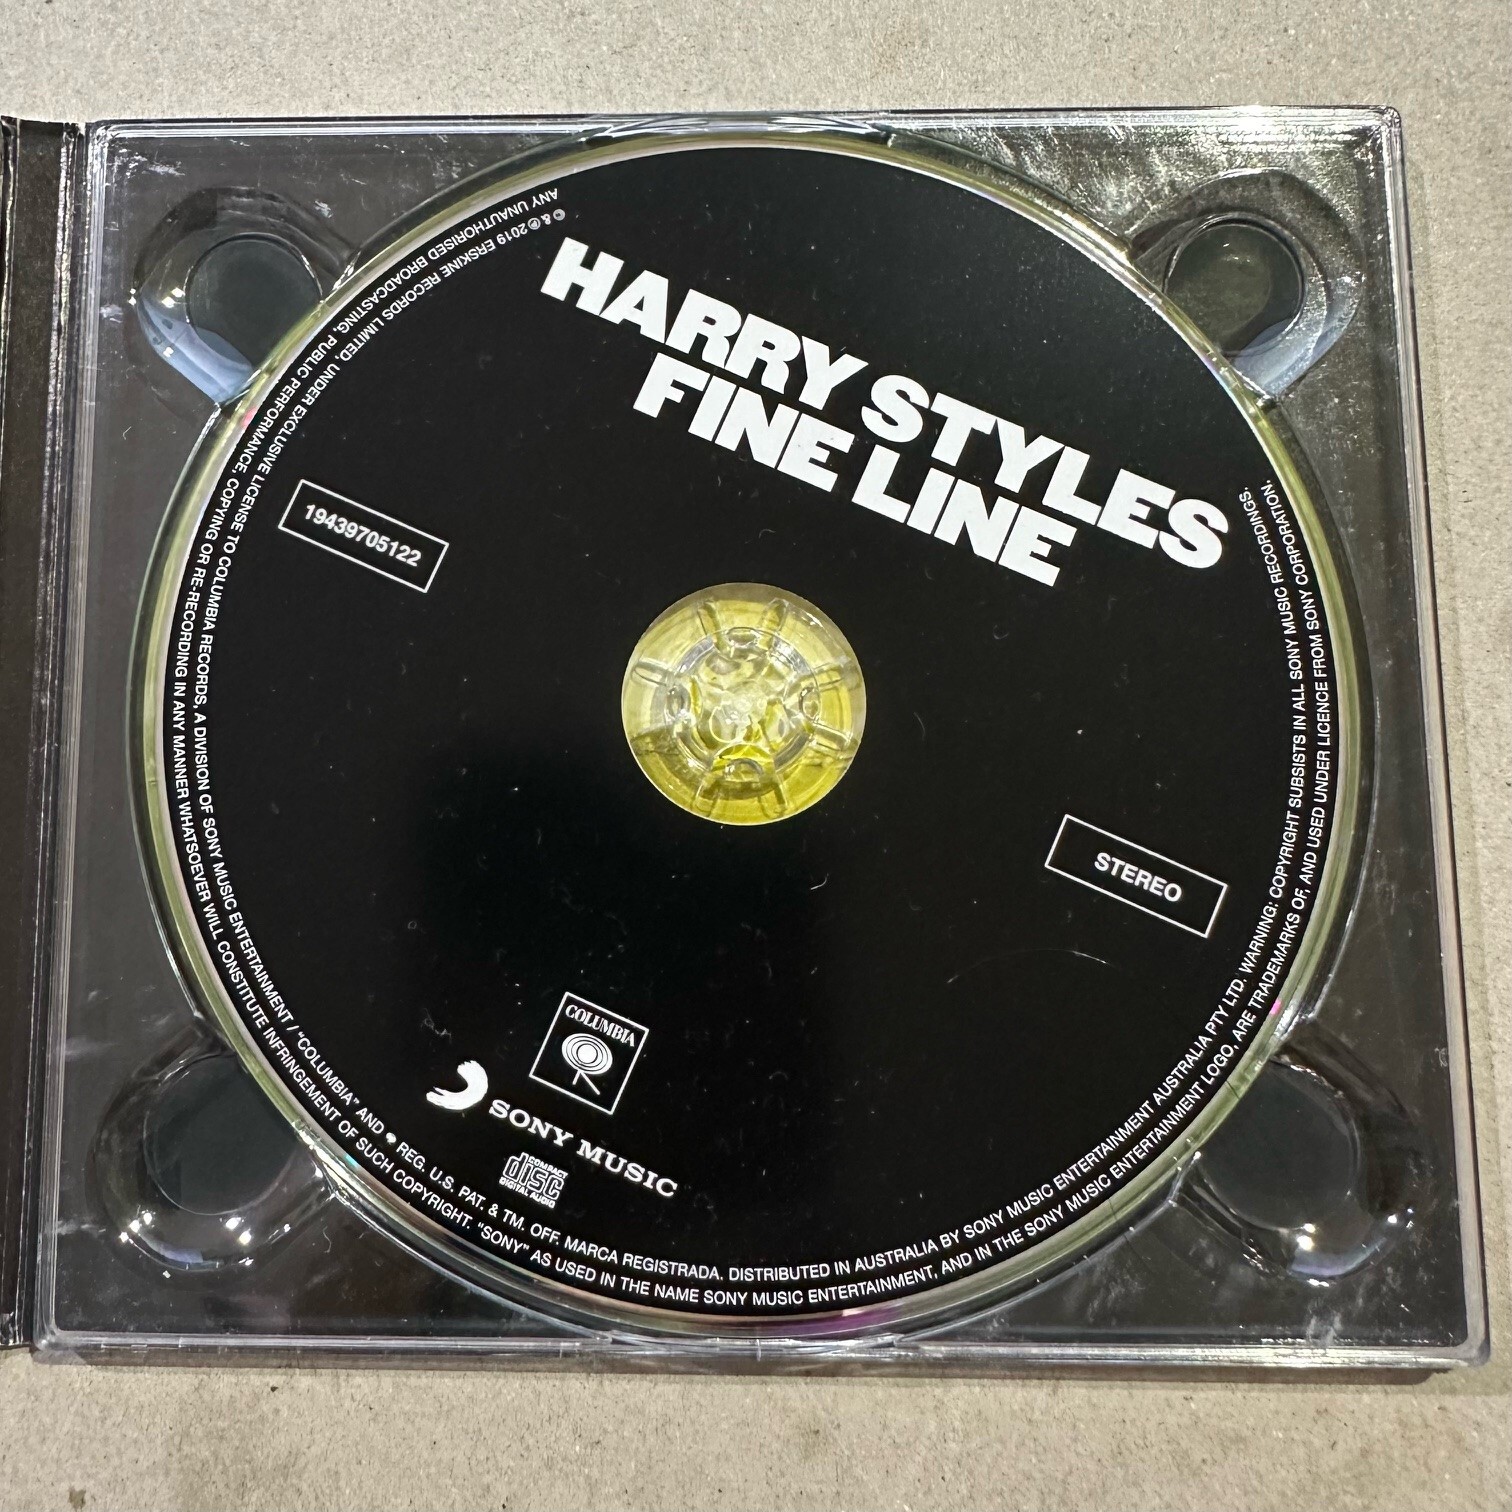 HARRY STYLES
FINE LINE
19439705122
STEREO
COLUMBIA
SONY MUSIC
COMPACT
disc
DIGITAL AUDIO
℗ & © 2019 ERSKINE RECORDS LIMITED, UNDER EXCLUSIVE LICENSE TO COLUMBIA RECORDS, A DIVISION OF SONY MUSIC ENTERTAINMENT / "COLUMBIA" AND REG. U.S. PAT. & TM. OFF. MARCA REGISTRADA. DISTRIBUTED IN AUSTRALIA BY SONY MUSIC ENTERTAINMENT AUSTRALIA PTY LTD. WARNING: COPYRIGHT SUBSISTS IN ALL SONY MUSIC RECORDINGS.
ANY UNAUTHORISED BROADCASTING, PUBLIC PERFORMANCE, COPYING OR RE-RECORDING IN ANY MANNER WHATSOEVER WILL CONSTITUTE INFRINGEMENT OF SUCH COPYRIGHT. "SONY" AS USED IN THE NAME SONY MUSIC ENTERTAINMENT, AND IN THE SONY MUSIC ENTERTAINMENT LOGO, ARE TRADEMARKS OF, AND USED UNDER LICENCE FROM SONY CORPORATION.